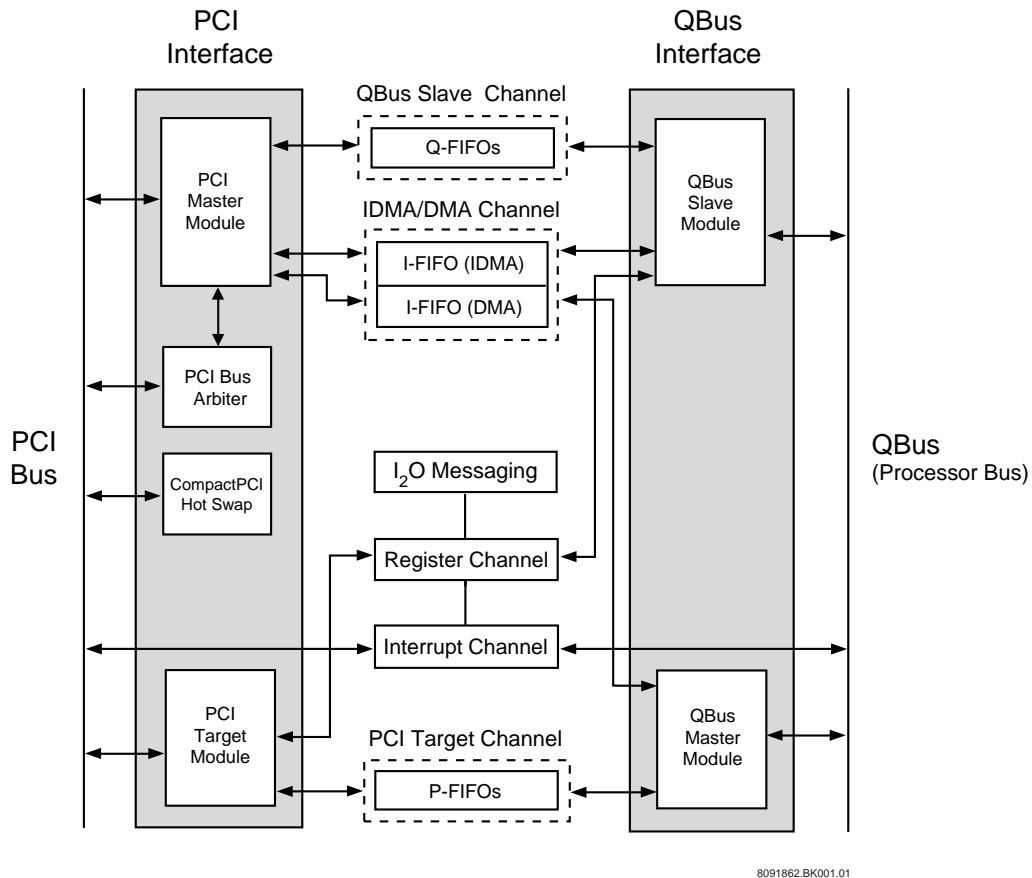 PCI
Interface
QBus
Interface
QBus Slave Channel
Q-FIFOs
PCI
Master
Module
QBus
Slave
Module
IDMA/DMA Channel
I-FIFO (IDMA)
I-FIFO (DMA)
PCI Bus
Arbiter
PCI
Bus
CompactPCI
Hot Swap
I2O Messaging
QBus
(Processor Bus)
Register Channel
Interrupt Channel
PCI
Target
Module
QBus
Master
Module
PCI Target Channel
P-FIFOs
8091862.BK001.01